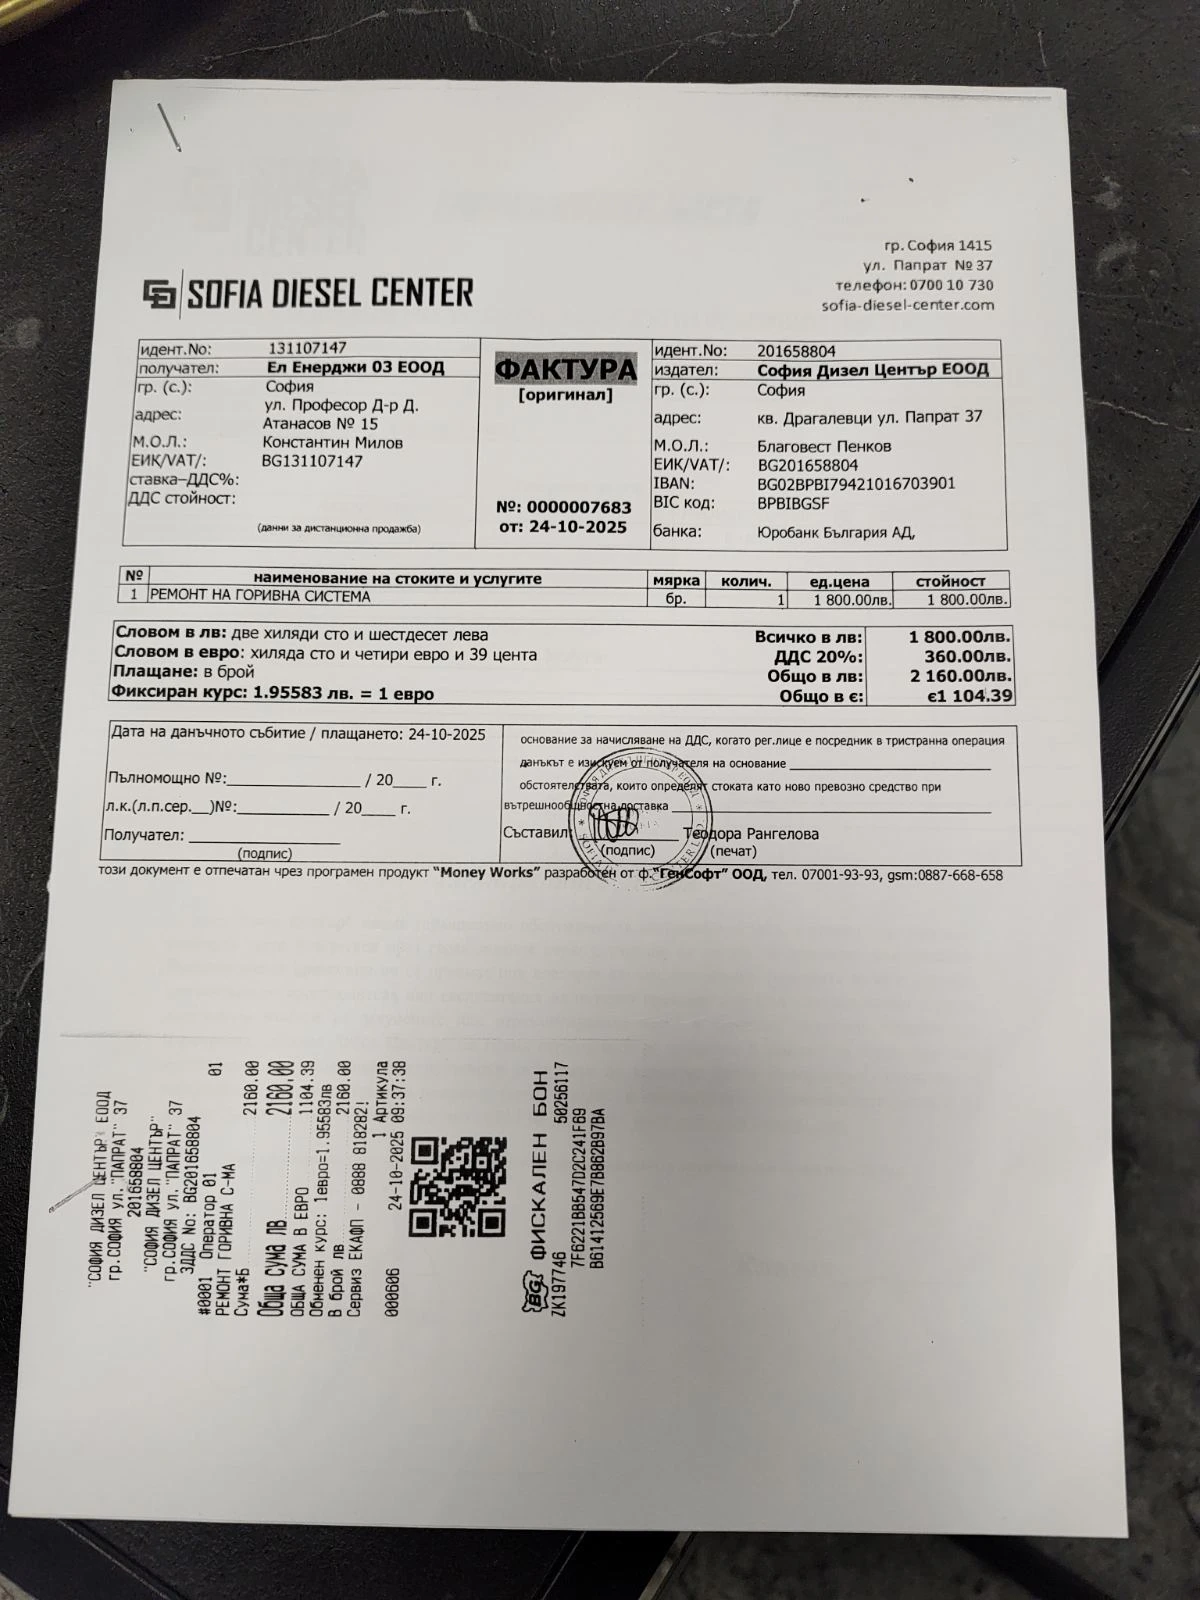 гр. София 1415
ул. Папрат № 37
телефон: 0700 10 730
sofia-diesel-center.com
SOFIA DIESEL CENTER
идент.No: 131107147
получател: Ел Енерджи 03 ЕООД
гр. (с.): София
адрес: ул. Професор Д-р Д.
Атанасов № 15
М.О.Л.: Константин Милов
ЕИК/VAT/: BG131107147
ставка-ДДС%:
ДДС стойност:
(данни за дистанционна продажба)
ФАКТУРА
[оригинал]
№: 0000007683
от: 24-10-2025
идент.No: 201658804
издател: София Дизел Център ЕООД
гр. (с.): София
адрес: кв. Драгалевци ул. Папрат 37
М.О.Л.: Благовест Пенков
ЕИК/VAT/: BG201658804
IBAN: BG02BPBI79421016703901
BIC код: BPBIBGSF
банка: Юробанк България АД,
№ наименование на стоките и услугите мярка колич. ед.цена стойност
1 РЕМОНТ НА ГОРИВНА СИСТЕМА бр. 1 1 800.00лв. 1 800.00лв.
Словом в лв: две хиляди сто и шестдесет лева
Словом в евро: хиляда сто и четири евро и 39 цента
Плащане: в брой
Фиксиран курс: 1.95583 лв. = 1 евро
Всичко в лв: 1 800.00лв.
ДДС 20%: 360.00лв.
Общо в лв: 2 160.00лв.
Общо в є: є1 104.39
Дата на данъчното събитие / плащането: 24-10-2025
Пълномощно №:______________ / 20____ г.
л.к.(л.п.сер.__)№:__________ / 20____ г.
Получател: ________________
(подпис)
основание за начисляване на ДДС, когато рег.лице е посредник в тристранна операция
данъкът е изискуем от получателя на основание ______________
обстоятелствата, които определят стоката като ново превозно средство при
вътрешнообщностна доставка ______________
Съставил: Теодора Рангелова
(подпис) (печат)
този документ е отпечатан чрез програмен продукт "Money Works" разработен от ф."ГенСофт" ООД, тел. 07001-93-93, gsm:0887-668-658
"СОФИЯ ДИЗЕЛ ЦЕНТЪР" ЕООД
гр.СОФИЯ ул."ПАПРАТ" 37
201658804
"СОФИЯ ДИЗЕЛ ЦЕНТЪР"
гр.СОФИЯ ул."ПАПРАТ" 37
ЗДДС No: BG201658804
#0001 Оператор 01 01
РЕМОНТ ГОРИВНА С-МА
Сума*Б 2160.00
Обща сума лв 2160.00
ОБЩА СУМА В ЕВРО 1104.39
Обменен курс: 1евро=1.95583лв
В брой лв 2160.00
Сервиз ЕКАФП - 0888 818282!
1 Артикула
000606 24-10-2025 09:37:38
BG ФИСКАЛЕН БОН
ZK197746 50256117
7F6221BB547D2C241F69
B61412569E7B862B97BA